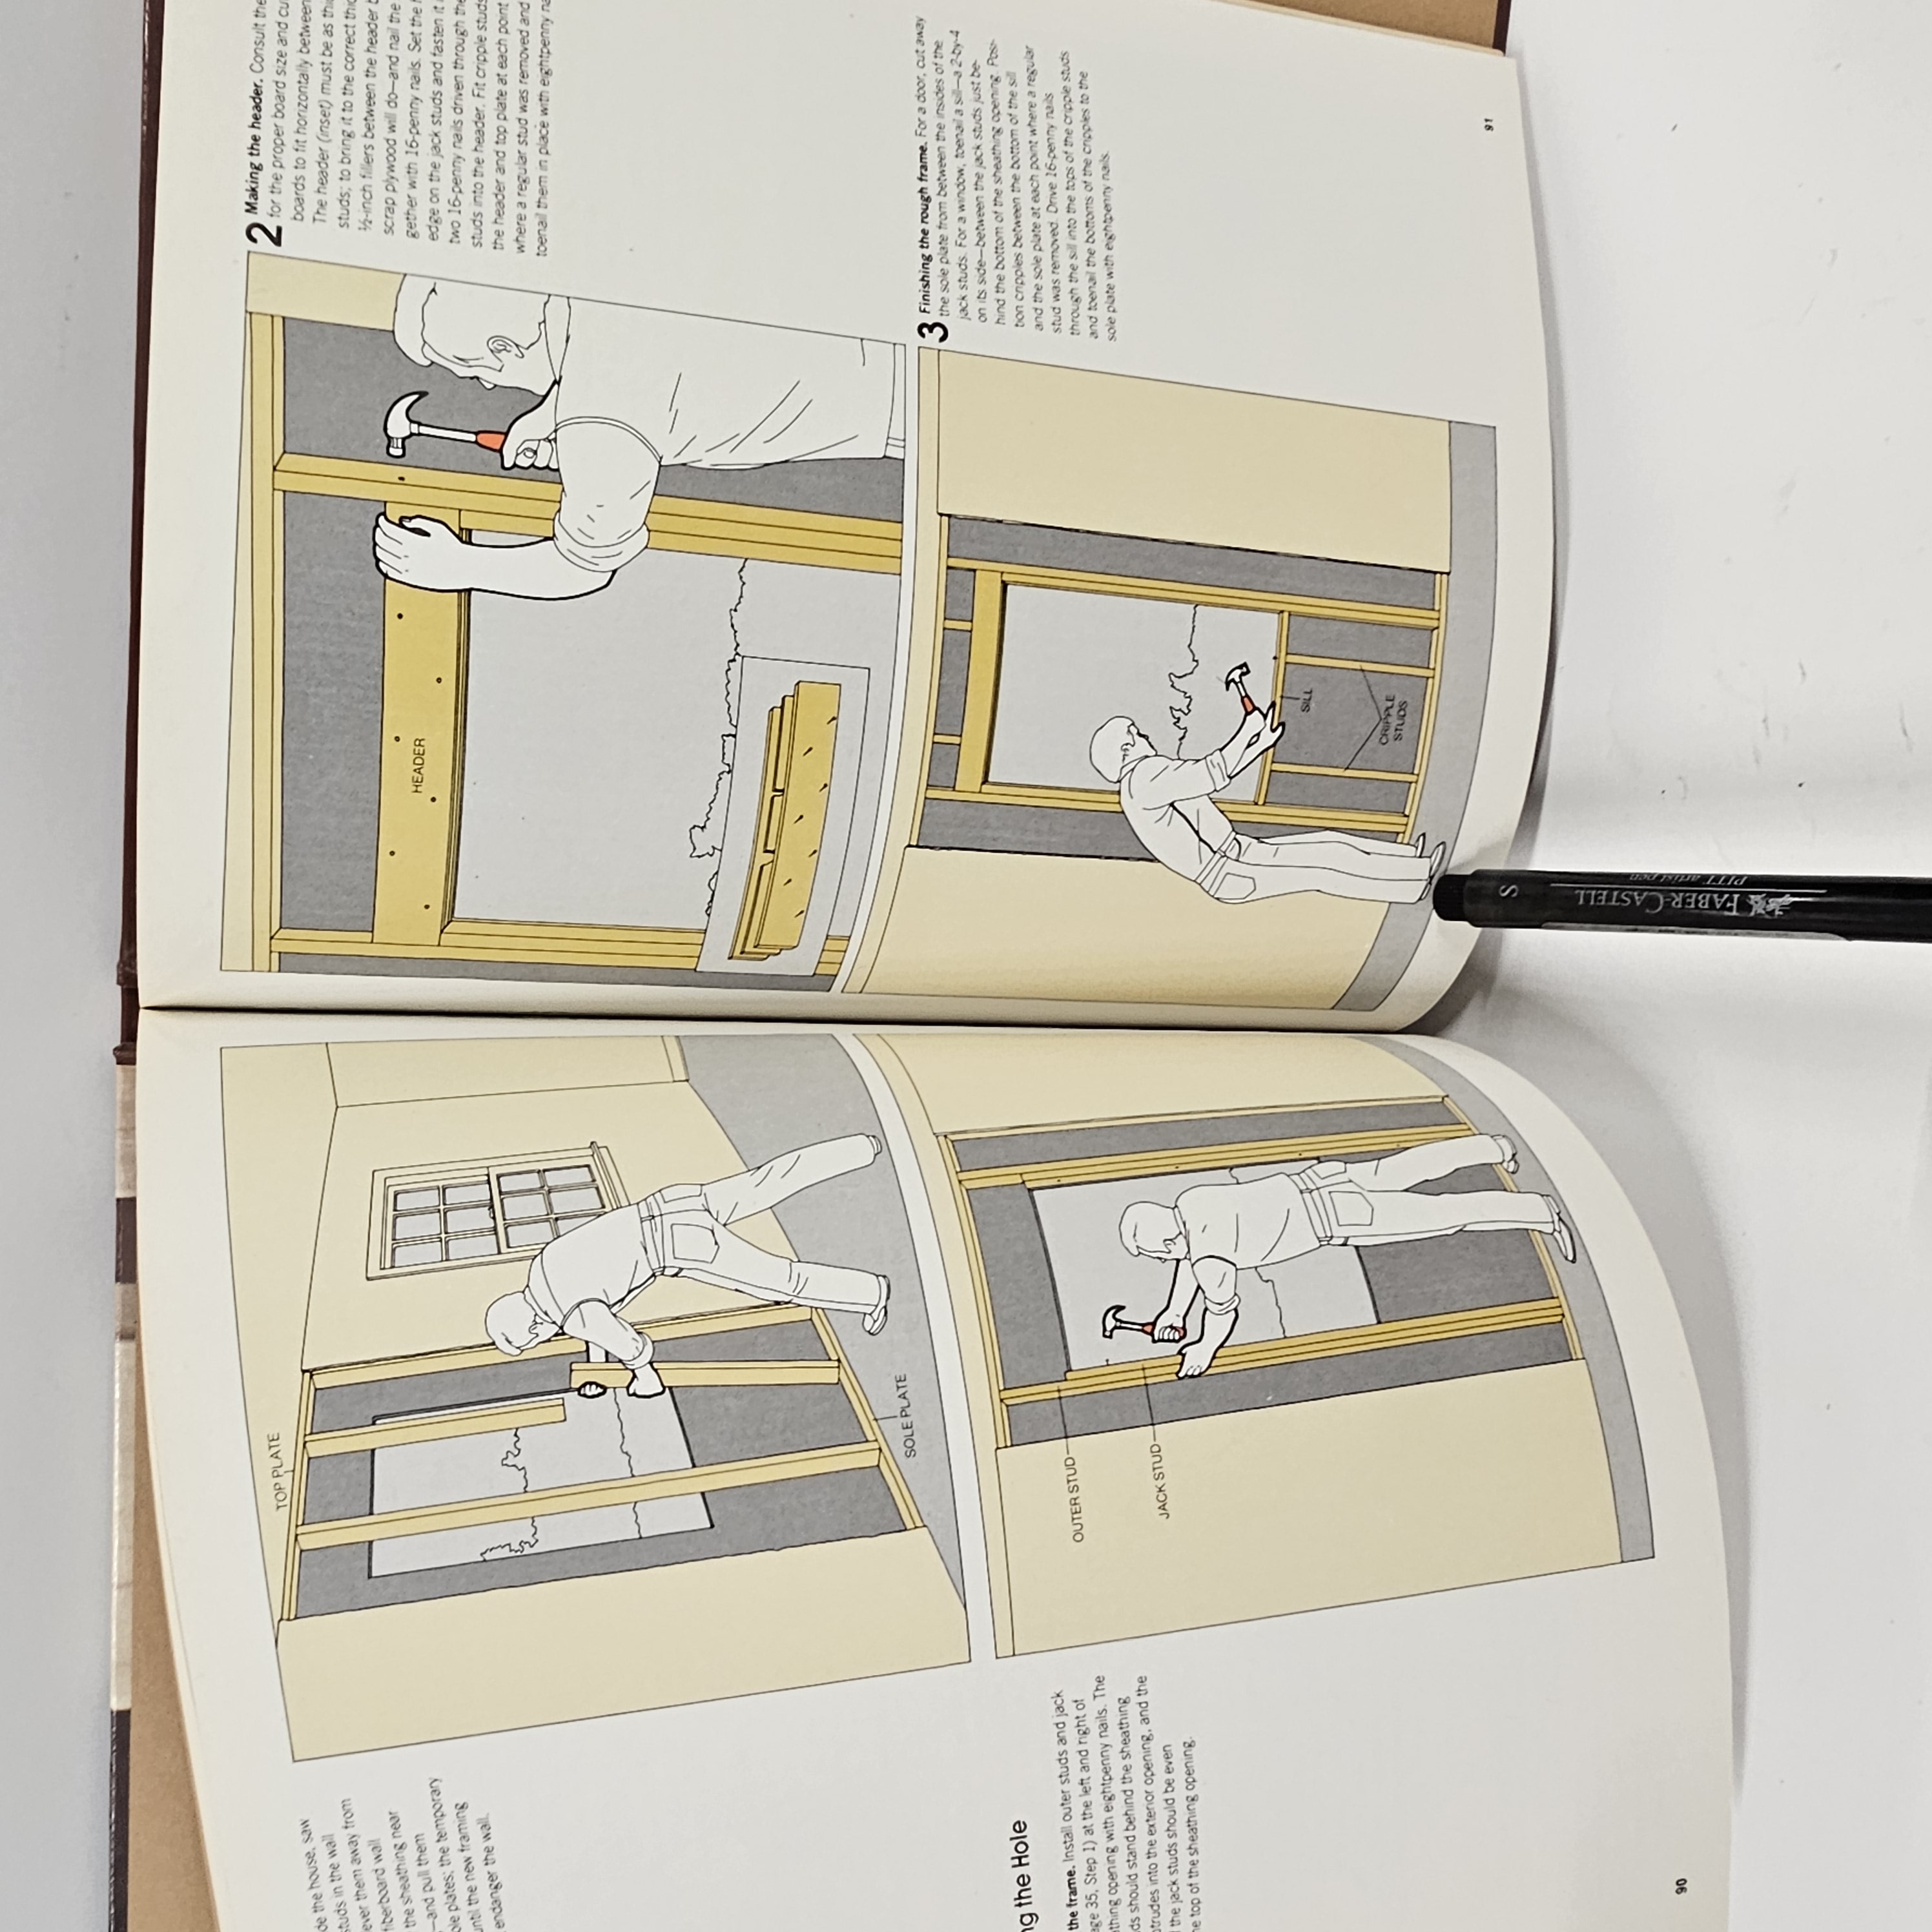 de the house, saw
studs in the wall
lever them away from
fiberboard wall
the sheathing near
—and pull them
ole plates; the temporary
until the new framing
endanger the wall.
TOP PLATE
SOLE PLATE
ng the Hole
the frame. Install outer studs and jack
age 35, Step 1) at the left and right of
athing opening with eightpenny nails. The
ds should stand behind the sheathing
otrudes into the exterior opening, and the
f the jack studs should be even
he top of the sheathing opening.
OUTER STUD
JACK STUD
90
HEADER
2 Making the header. Consult the
for the proper board size and cu
boards to fit horizontally between
The header (inset) must be as thi
studs; to bring it to the correct thic
½-inch fillers between the header b
scrap plywood will do—and nail the
gether with 16-penny nails. Set the h
edge on the jack studs and fasten it
two 16-penny nails driven through the
studs into the header. Fit cripple studs
the header and top plate at each point
where a regular stud was removed and
toenail them in place with eightpenny na
3 Finishing the rough frame. For a door, cut away
the sole plate from between the insides of the
jack studs. For a window, toenail a sill—a 2-by-4
on its side—between the jack studs just be-
hind the bottom of the sheathing opening. Posi-
tion cripples between the bottom of the sill
and the sole plate at each point where a regular
stud was removed. Drive 16-penny nails
through the sill into the tops of the cripple studs
and toenail the bottoms of the cripples to the
sole plate with eightpenny nails.
SILL
CRIPPLE
STUDS
91
S
FABER-CASTELL
PITT artist pen